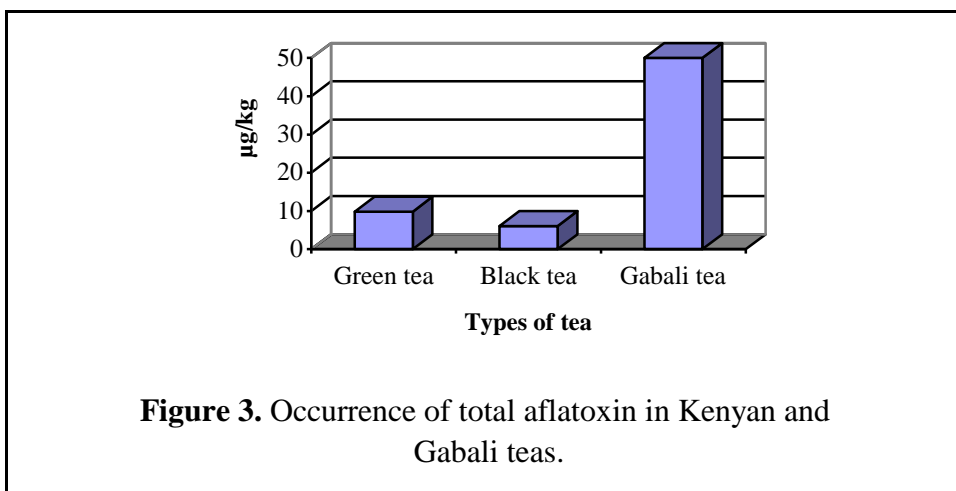 50
40
30
20
10
0
µg/kg
Green tea Black tea Gabali tea
Types of tea
Figure 3. Occurrence of total aflatoxin in Kenyan and
Gabali teas.